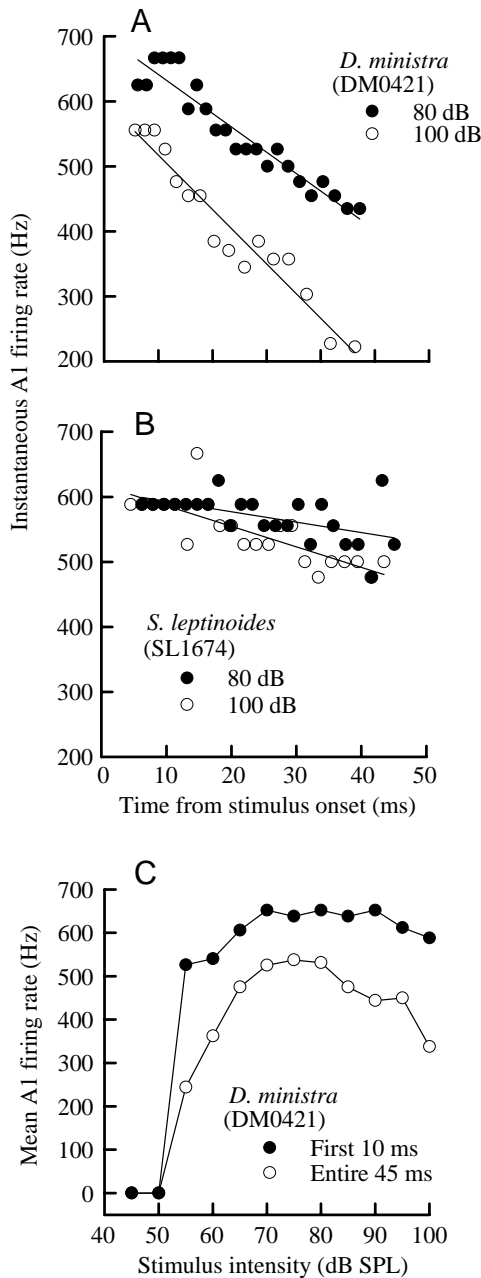 A
700
600
500
400
300
200
D. ministra
(DM0421)
80 dB
100 dB
Instantaneous A1 firing rate (Hz)
B
700
600
500
400
300
200
S. leptinoides
(SL1674)
80 dB
100 dB
0 10 20 30 40 50
Time from stimulus onset (ms)
C
700
600
500
400
300
200
100
0
Mean A1 firing rate (Hz)
D. ministra
(DM0421)
First 10 ms
Entire 45 ms
40 50 60 70 80 90 100
Stimulus intensity (dB SPL)